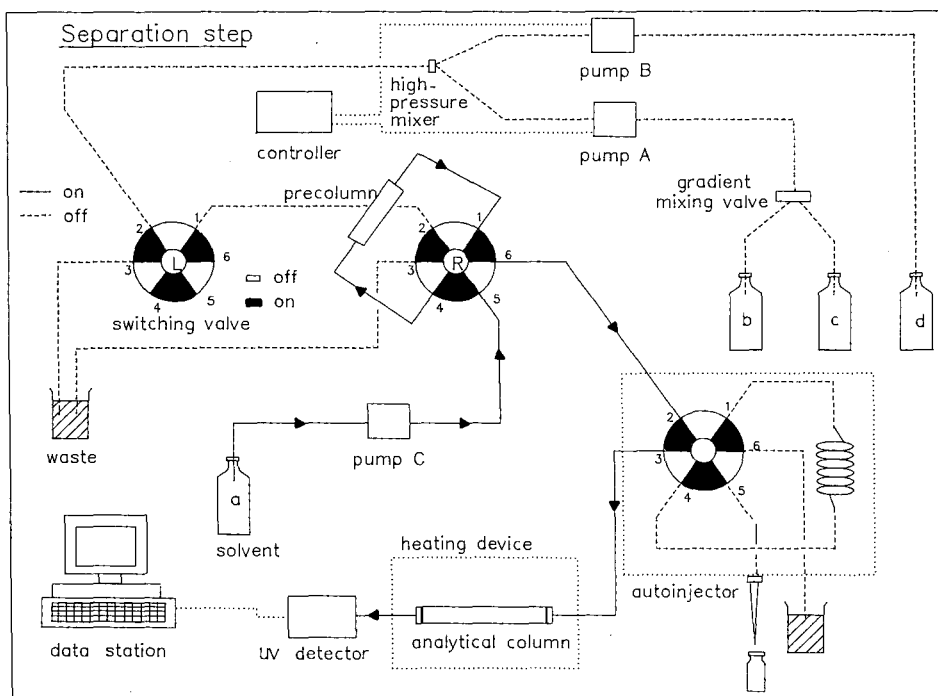 Separation step
pump B
high-
pressure
mixer
controller
pump A
on
off
precolumn
gradient
mixing valve
2
1
3
L
6
4
5
off
on
switching valve
2
1
3
R
6
4
5
b
c
d
waste
pump C
a
solvent
2
1
3
6
4
5
heating device
autoinjector
data station
UV detector
analytical column